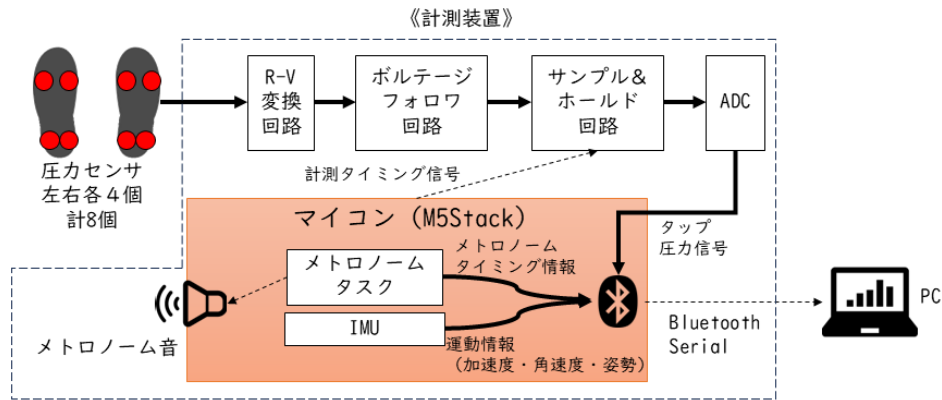 《計測装置》
R-V
変換
回路
ボルテージ
フォロワ
回路
サンプル＆
ホールド
回路
ADC
圧力センサ
左右各４個
計8個
計測タイミング信号
マイコン（M5Stack）
タップ
圧力信号
メトロノーム
タスク
メトロノーム
タイミング情報
IMU
運動情報
（加速度・角速度・姿勢）
メトロノーム音
Bluetooth
Serial
PC